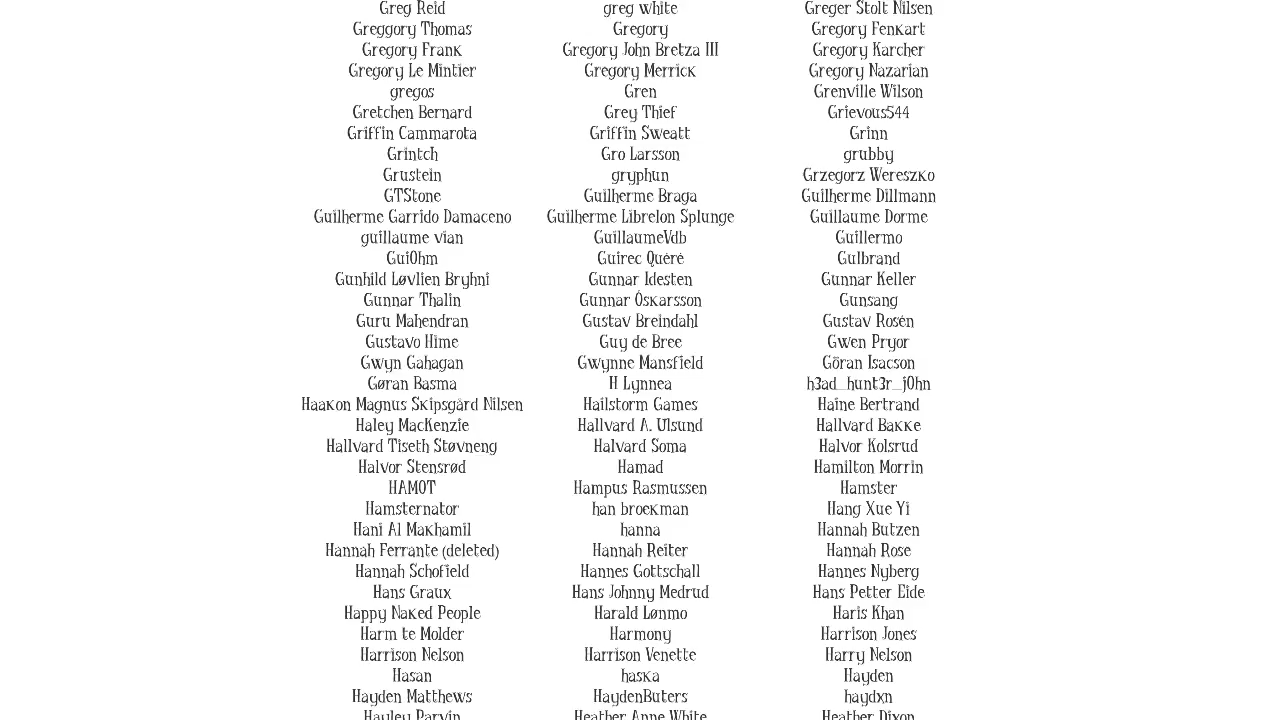 Greg Reid greg white Greger Stolt Nilsen
Greggory Thomas Gregory Gregory Fenkart
Gregory Frank Gregory John Bretza III Gregory Karcher
Gregory Le Mintier Gregory Merrick Gregory Nazarian
gregos Gren Grenville Wilson
Gretchen Bernard Grey Thief Grievous544
Griffin Cammarota Griffin Sweatt Grinn
Grintch Gro Larsson grubby
Grustein gryphun Grzegorz Wereszko
GTStone Guilherme Braga Guilherme Dillmann
Guilherme Garrido Damaceno Guilherme Librelon Splunge Guillaume Dorme
guillaume vian GuillaumeVdb Guillermo
GuiOhm Guirec Quéré Gulbrand
Gunhild Løvlien Bryhni Gunnar Idesten Gunnar Keller
Gunnar Thalin Gunnar Óskarsson Gunsang
Guru Mahendran Gustav Breindahl Gustav Rosén
Gustavo Hime Guy de Bree Gwen Pryor
Gwyn Gahagan Gwynne Mansfield Göran Isacson
Gøran Basma H Lynnea h3ad_hunt3r_j0hn
Haakon Magnus Skipsgård Nilsen Hailstorm Games Haine Bertrand
Haley MacKenzie Hallvard A. Ulsund Hallvard Bakke
Hallvard Tiseth Støvneng Halvard Soma Halvor Kolsrud
Halvor Stensrød Hamad Hamilton Morrin
HAMOT Hampus Rasmussen Hamster
Hamsternator han broekman Hang Xue Yi
Hani Al Makhamil hanna Hannah Butzen
Hannah Ferrante (deleted) Hannah Reiter Hannah Rose
Hannah Schofield Hannes Gottschall Hannes Nyberg
Hans Graux Hans Johnny Medrud Hans Petter Eide
Happy Naked People Harald Lønmo Haris Khan
Harm te Molder Harmony Harrison Jones
Harrison Nelson Harrison Venette Harry Nelson
Hasan haska Hayden
Hayden Matthews HaydenButers haydxn
Hayley Parvin Heather Anne White Heather Dixon